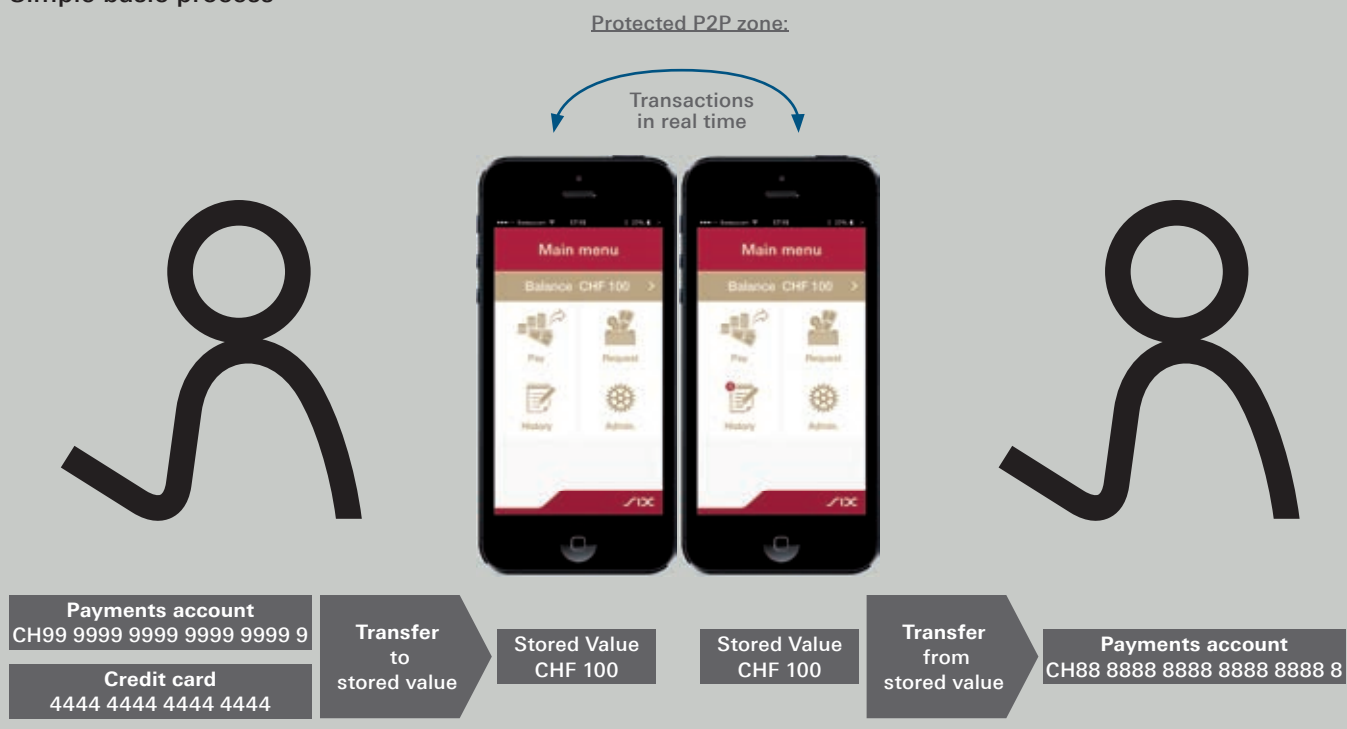 Simple basic process
Protected P2P zone:
Transactions
in real time
Main menu
Balance CHF 100 >
Pay
Request
History
Admin.
SIX
Main menu
Balance CHF 100 >
Pay
Request
History
Admin.
SIX
Payments account
CH99 9999 9999 9999 9999 9
Credit card
4444 4444 4444 4444
Transfer
to
stored value
Stored Value
CHF 100
Stored Value
CHF 100
Transfer
from
stored value
Payments account
CH88 8888 8888 8888 8888 8